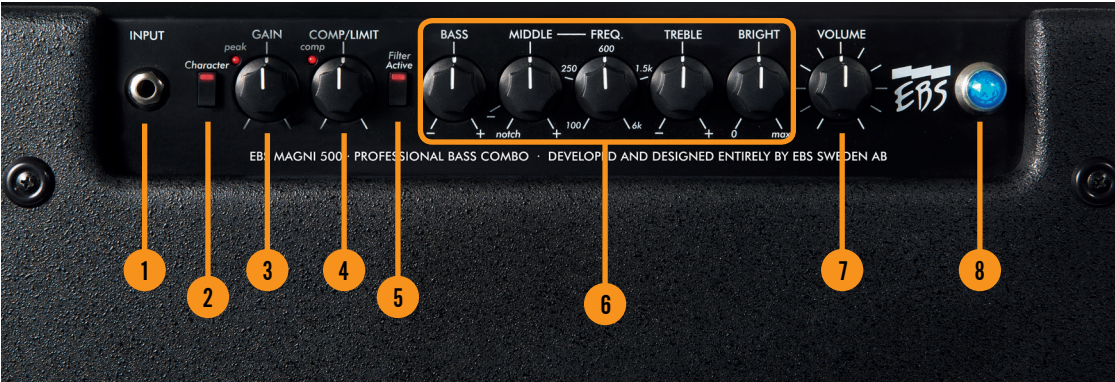 INPUT
GAIN
COMP/LIMIT
BASS
MIDDLE
FREQ.
TREBLE
BRIGHT
VOLUME
peak
comp
Character
Filter
Active
600
250
1.5k
100
6k
- +
- notch +
- +
0 max
EBS
EBS MAGNI 500 · PROFESSIONAL BASS COMBO · DEVELOPED AND DESIGNED ENTIRELY BY EBS SWEDEN AB
1
2
3
4
5
6
7
8